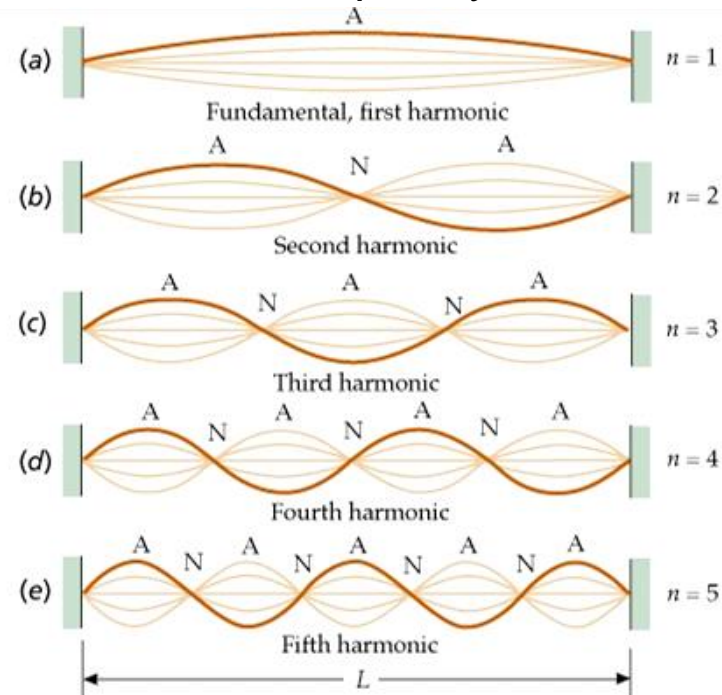 A
(a)
n = 1
Fundamental, first harmonic
A
N
A
(b)
n = 2
Second harmonic
A
N
A
N
A
(c)
n = 3
Third harmonic
A
N
A
N
A
N
A
(d)
n = 4
Fourth harmonic
A
N
A
N
A
N
A
N
A
(e)
n = 5
Fifth harmonic
L